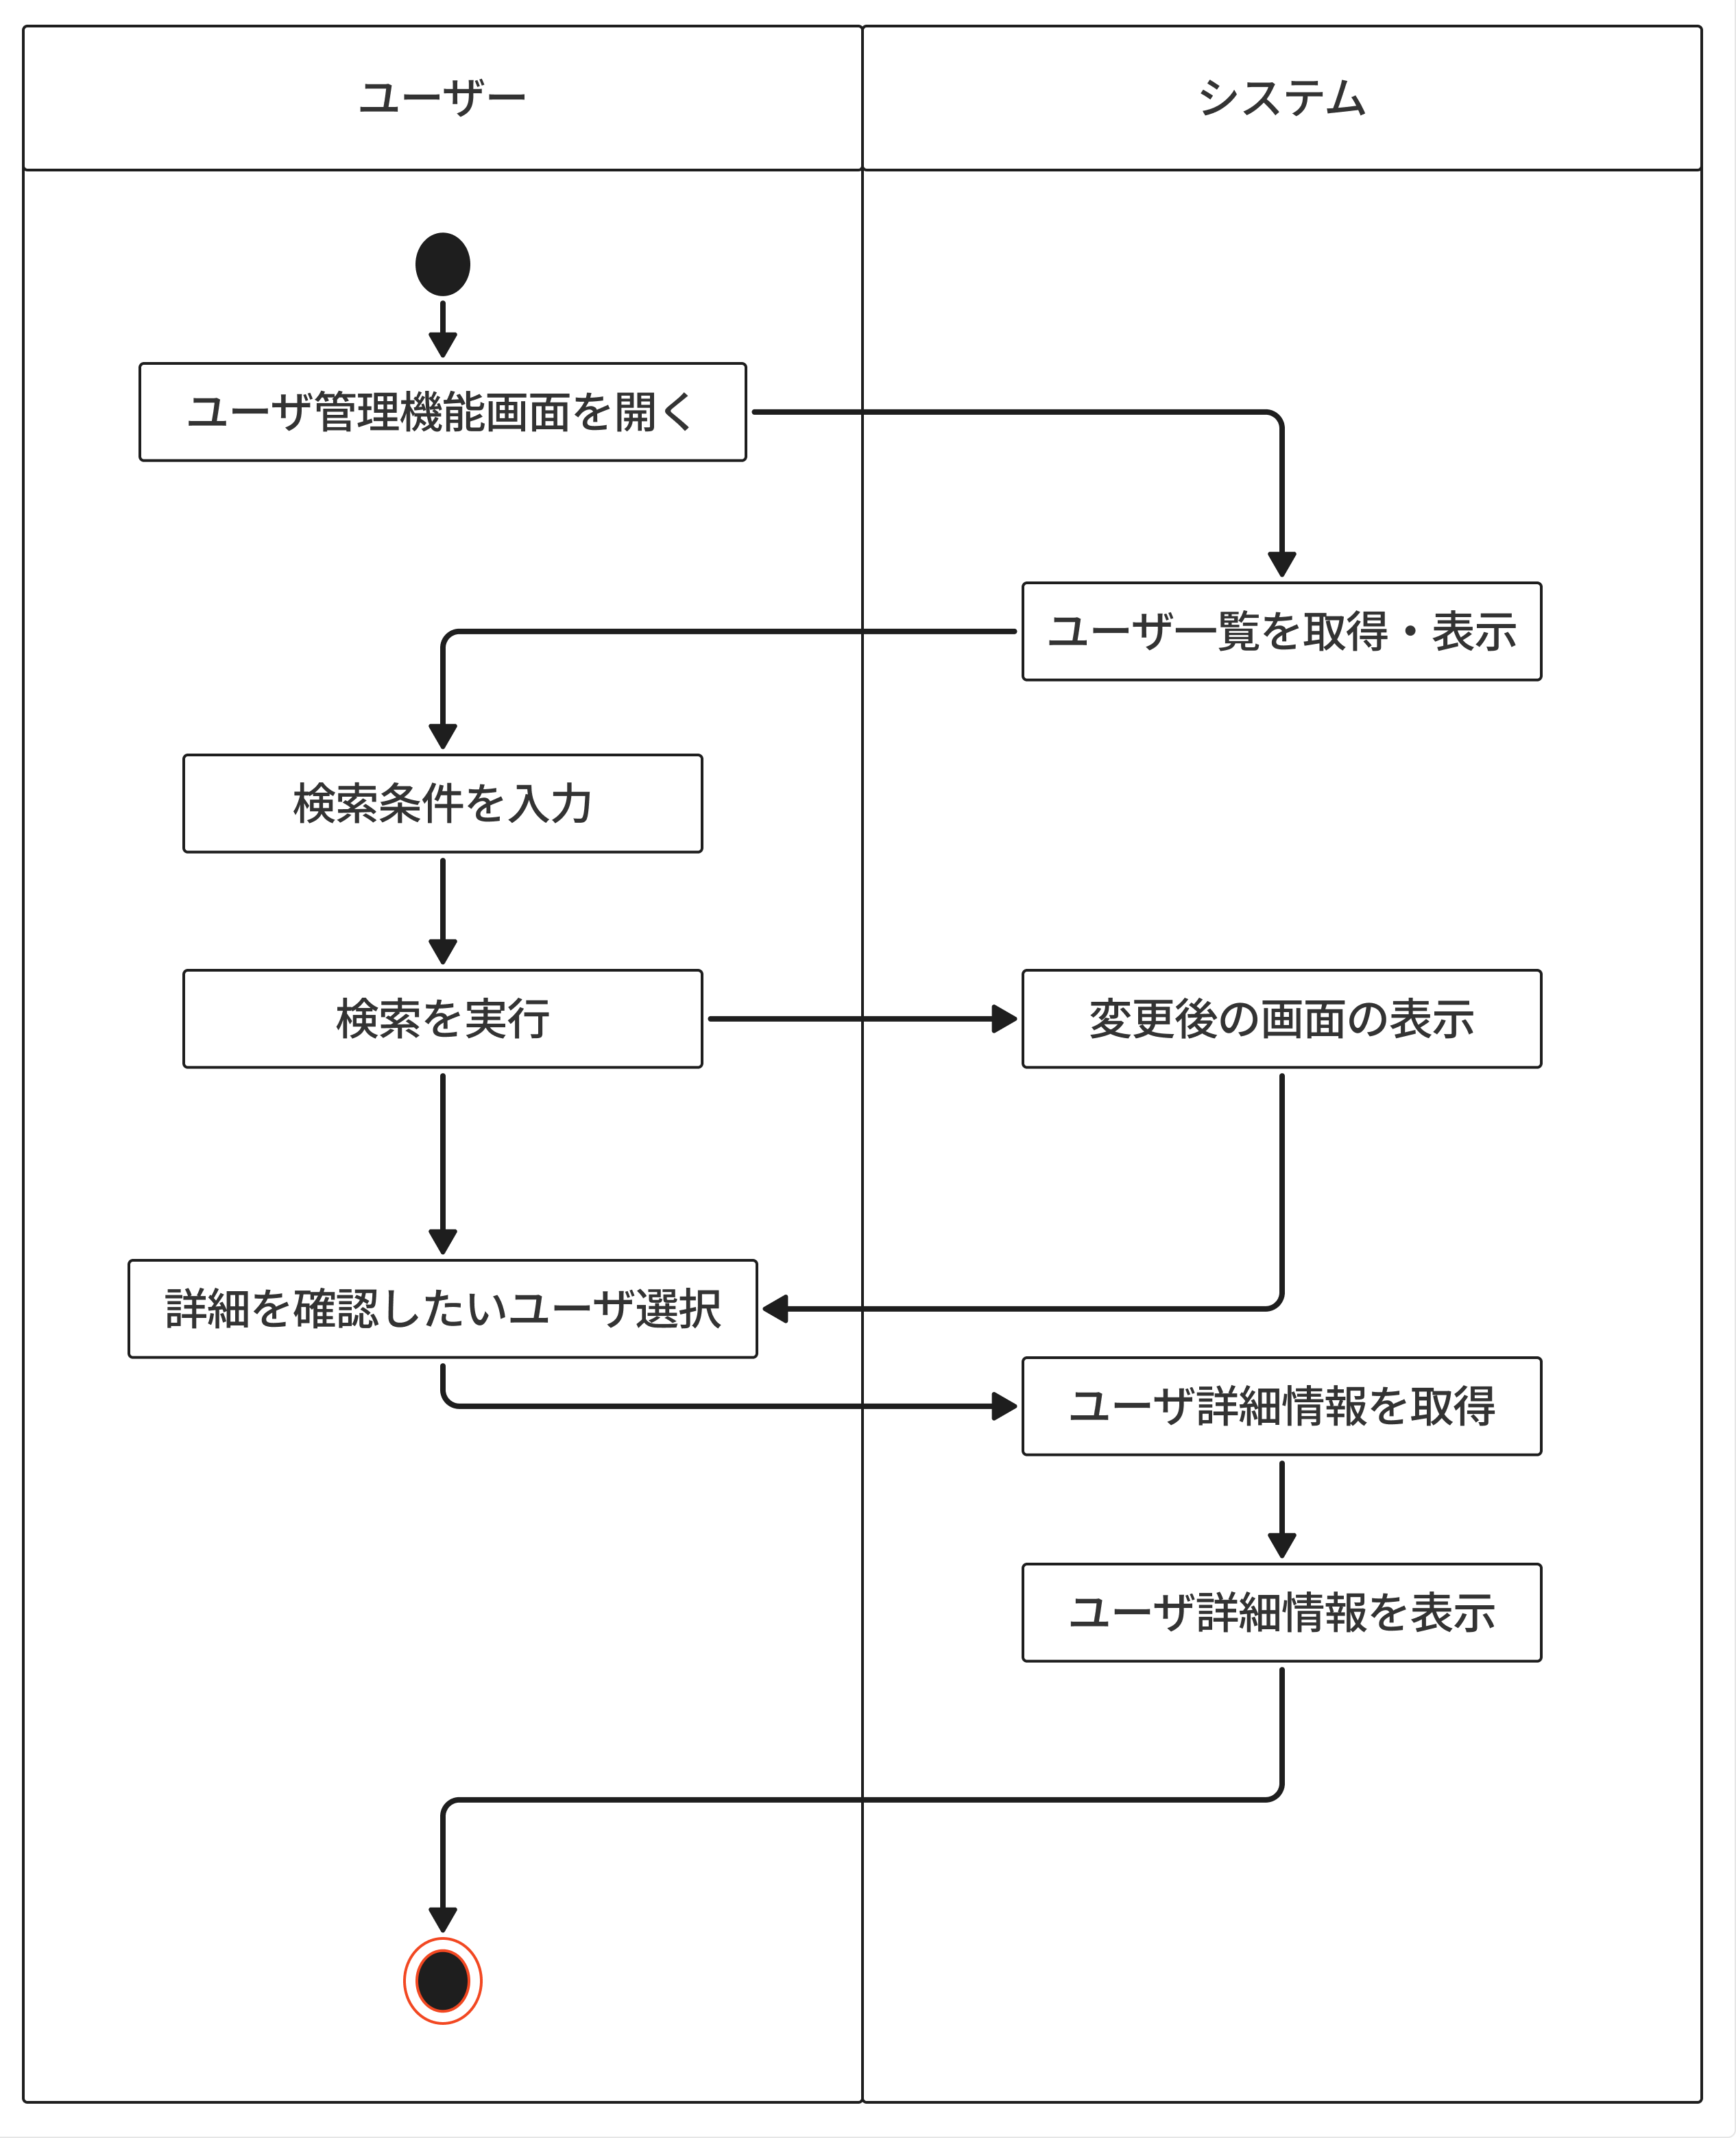 ユーザー
システム
ユーザ管理機能画面を開く
ユーザ一覧を取得・表示
検索条件を入力
検索を実行
変更後の画面の表示
詳細を確認したいユーザ選択
ユーザ詳細情報を取得
ユーザ詳細情報を表示